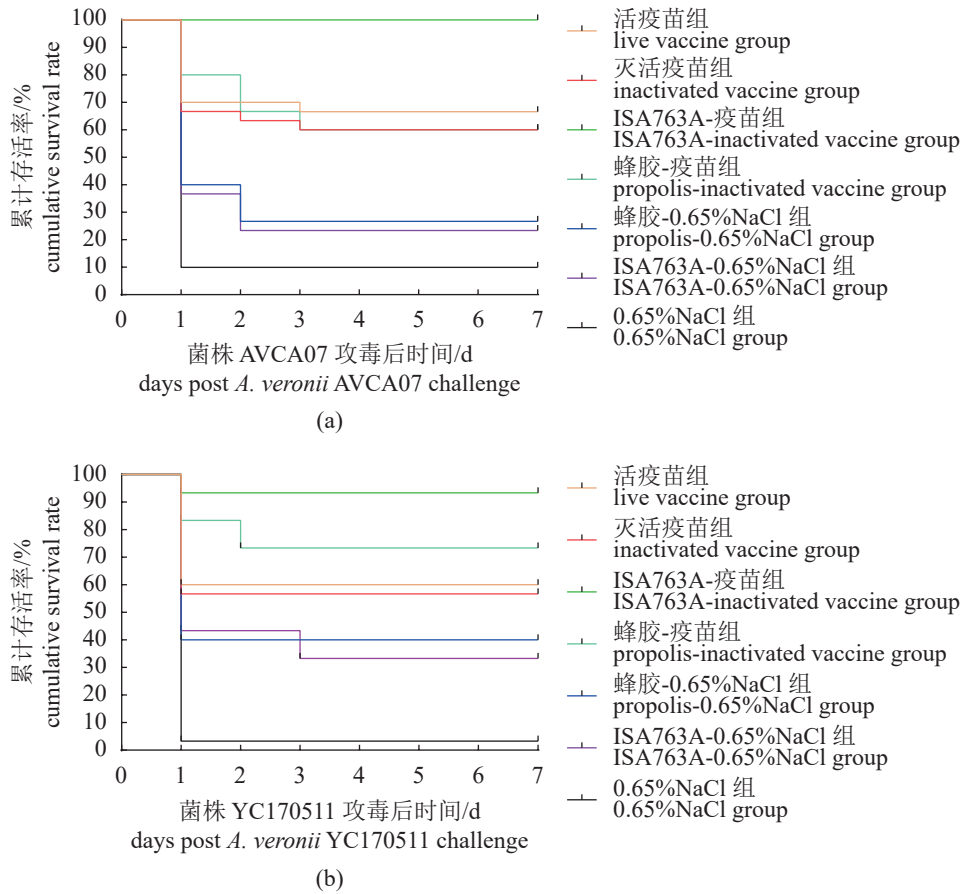 累计存活率/%
cumulative survival rate
100
90
80
70
60
50
40
30
20
10
0
0 1 2 3 4 5 6 7
菌株 AVCA07 攻毒后时间/d
days post A. veronii AVCA07 challenge
(a)
活疫苗组
live vaccine group
灭活疫苗组
inactivated vaccine group
ISA763A-疫苗组
ISA763A-inactivated vaccine group
蜂胶-疫苗组
propolis-inactivated vaccine group
蜂胶-0.65%NaCl 组
propolis-0.65%NaCl group
ISA763A-0.65%NaCl 组
ISA763A-0.65%NaCl group
0.65%NaCl 组
0.65%NaCl group
累计存活率/%
cumulative survival rate
100
90
80
70
60
50
40
30
20
10
0
0 1 2 3 4 5 6 7
菌株 YC170511 攻毒后时间/d
days post A. veronii YC170511 challenge
(b)
活疫苗组
live vaccine group
灭活疫苗组
inactivated vaccine group
ISA763A-疫苗组
ISA763A-inactivated vaccine group
蜂胶-疫苗组
propolis-inactivated vaccine group
蜂胶-0.65%NaCl 组
propolis-0.65%NaCl group
ISA763A-0.65%NaCl 组
ISA763A-0.65%NaCl group
0.65%NaCl 组
0.65%NaCl group